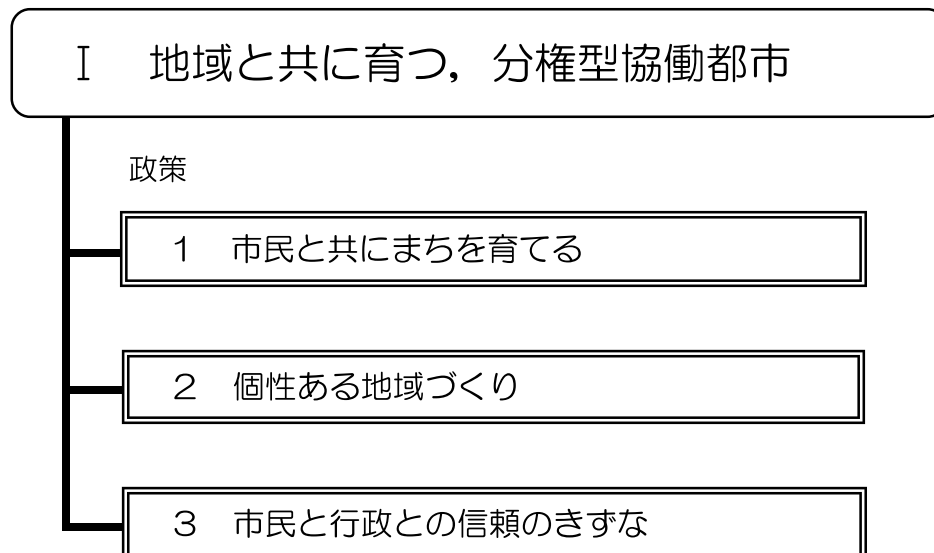 Ⅰ　地域と共に育つ，分権型協働都市
政策
１　市民と共にまちを育てる
２　個性ある地域づくり
３　市民と行政との信頼のきずな